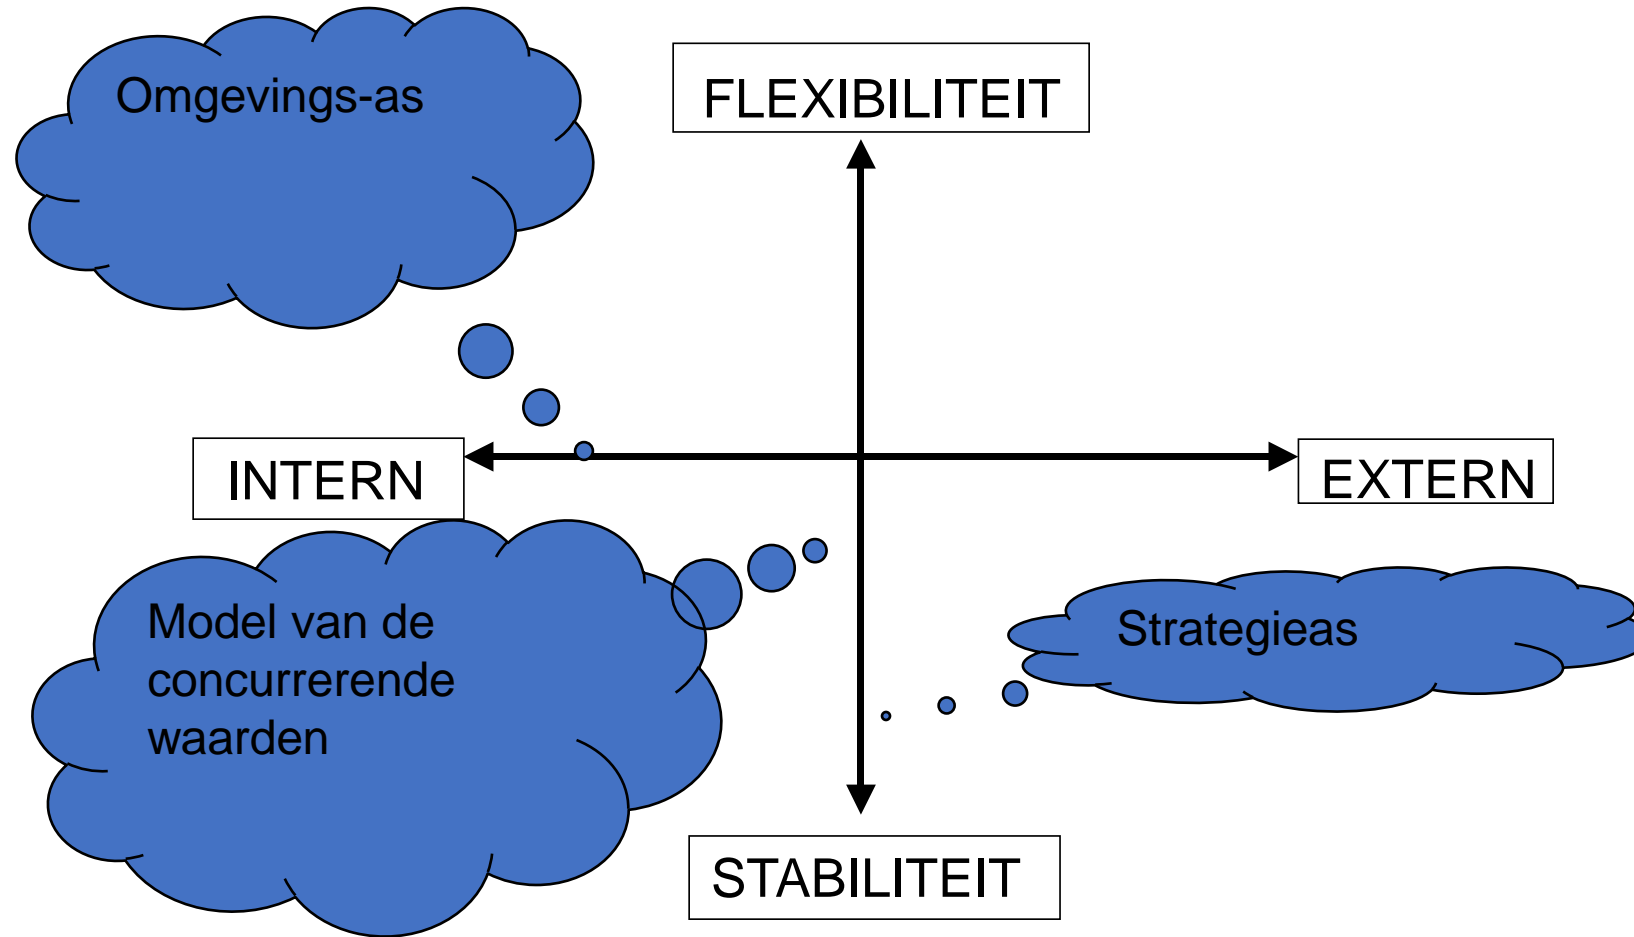 Omgevings-as
FLEXIBILITEIT
INTERN
EXTERN
Model van de
concurrerende
waarden
Strategieas
STABILITEIT